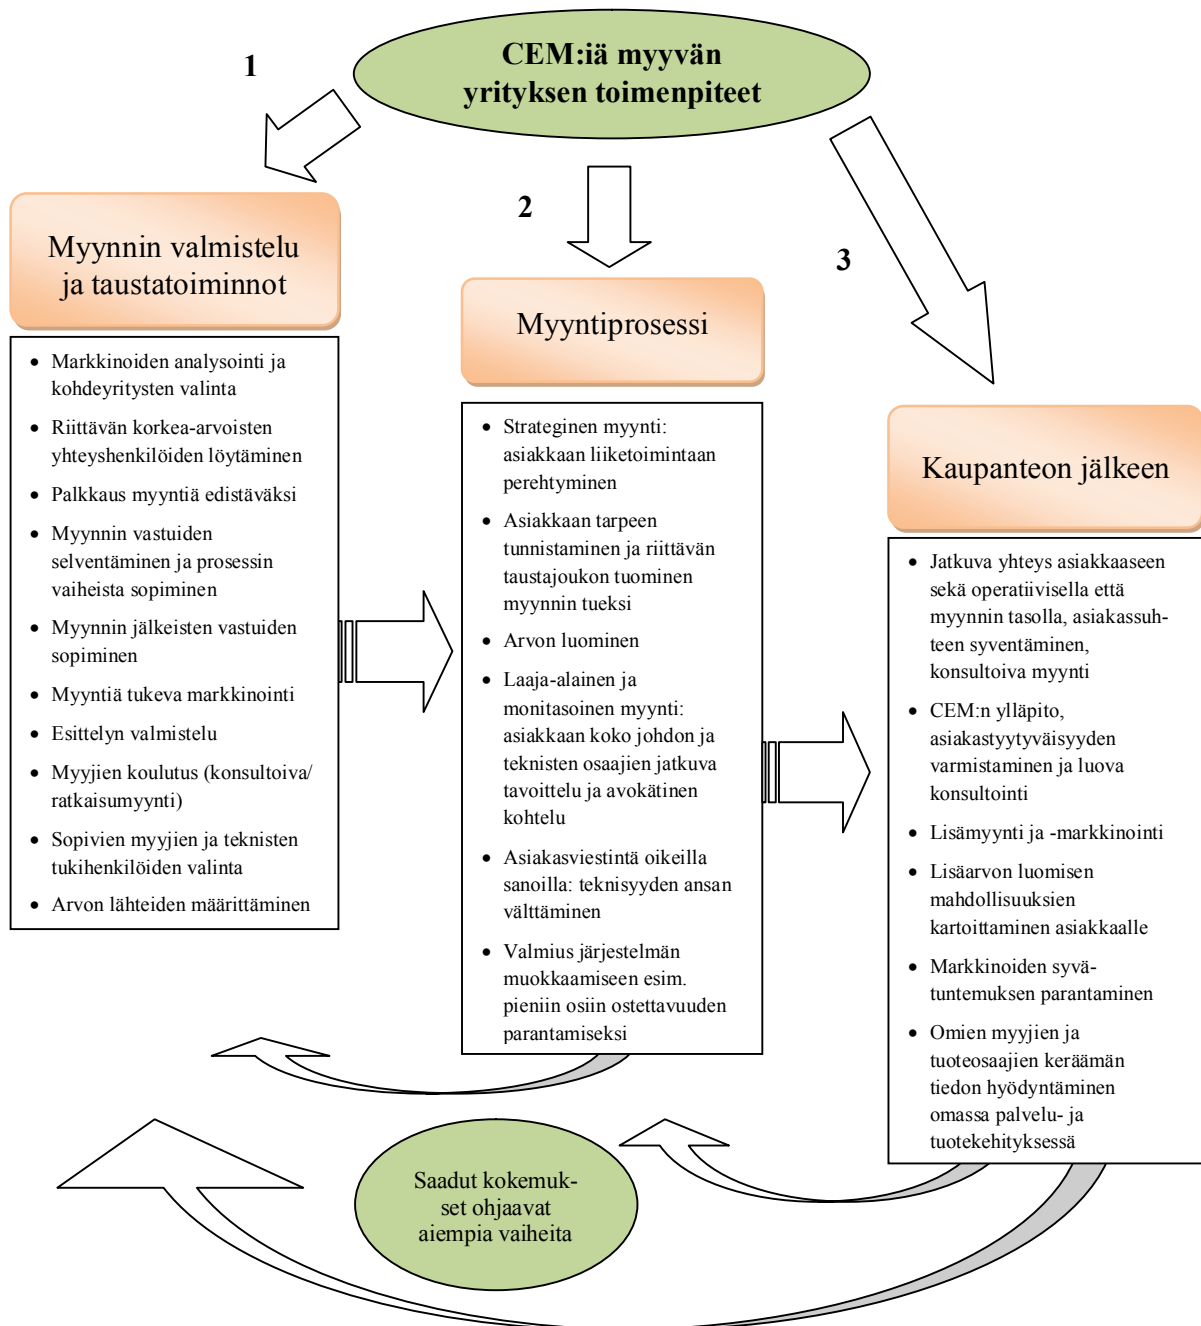 CEM:iä myyvän
yrityksen toimenpiteet
1
2
3
Myynnin valmistelu
ja taustatoiminnot
• Markkinoiden analysointi ja
kohdeyritysten valinta
• Riittävän korkea-arvoisten
yhteyshenkilöiden löytäminen
• Palkkaus myyntiä edistäväksi
• Myynnin vastuiden
selventäminen ja prosessin
vaiheista sopiminen
• Myynnin jälkeisten vastuiden
sopiminen
• Myyntiä tukeva markkinointi
• Esittelyn valmistelu
• Myyjien koulutus (konsultoiva/
ratkaisumyynti)
• Sopivien myyjien ja teknisten
tukihenkilöiden valinta
• Arvon lähteiden määrittäminen
Myyntiprosessi
• Strateginen myynti:
asiakkaan liiketoimintaan
perehtyminen
• Asiakkaan tarpeen
tunnistaminen ja riittävän
taustajoukon tuominen
myynnin tueksi
• Arvon luominen
• Laaja-alainen ja
monitasoinen myynti:
asiakkaan koko johdon ja
teknisten osaajien jatkuva
tavoittelu ja avokätinen
kohtelu
• Asiakasviestintä oikeilla
sanoilla: teknisyyden ansan
välttäminen
• Valmius järjestelmän
muokkaamiseen esim.
pieniin osiin ostettavuuden
parantamiseksi
Kaupanteon jälkeen
• Jatkuva yhteys asiakkaaseen
sekä operatiivisella että
myynnin tasolla, asiakassuh-
teen syventäminen,
konsultoiva myynti
• CEM:n ylläpito,
asiakastyytyväisyyden
varmistaminen ja luova
konsultointi
• Lisämyynti ja -markkinointi
• Lisäarvon luomisen
mahdollisuuksien
kartoittaminen asiakkaalle
• Markkinoiden syvä-
tuntemuksen parantaminen
• Omien myyjien ja
tuoteosaajien keräämän
tiedon hyödyntäminen
omassa palvelu- ja
tuotekehityksessä
Saadut kokemuk-
set ohjaavat
aiempia vaiheita